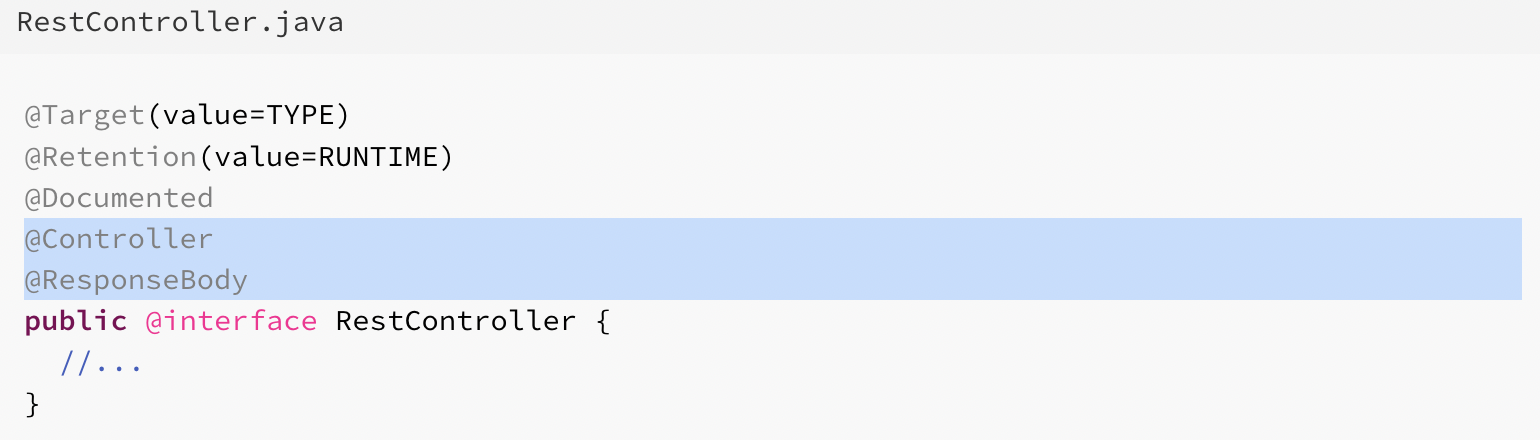 RestController.java
@Target(value=TYPE)
@Retention(value=RUNTIME)
@Documented
@Controller
@ResponseBody
public @interface RestController {
  //...
}